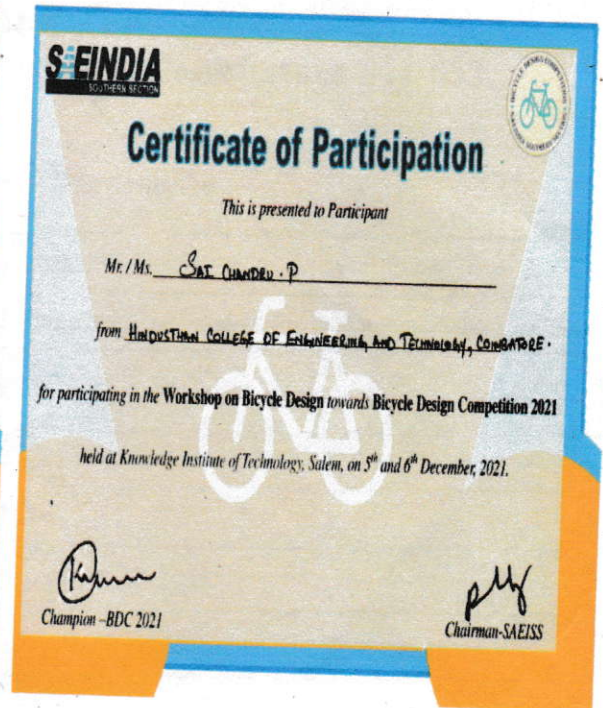 SAEINDIA
SOUTHERN SECTION
Certificate of Participation
This is presented to Participant
Mr. / Ms. SAI CHANDRU . P
from HINDUSTHAN COLLEGE OF ENGINEERING, AND TECHNOLOGY, COIMBATORE.
for participating in the Workshop on Bicycle Design towards Bicycle Design Competition 2021
held at Knowledge Institute of Technology, Salem, on 5th and 6th December, 2021.
Champion –BDC 2021
Chairman-SAEISS